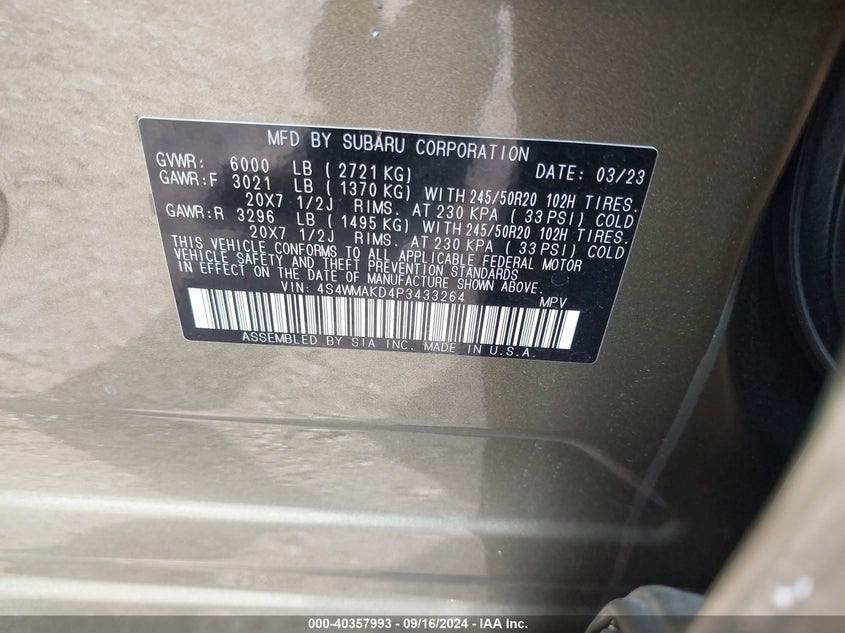 MFD BY SUBARU CORPORATION
GVWR: 6000 LB ( 2721 KG) DATE: 03/23
GAWR:F 3021 LB ( 1370 KG) WITH 245/50R20 102H TIRES.
20X7 1/2J RIMS. AT 230 KPA ( 33 PSI) COLD
GAWR:R 3296 LB ( 1495 KG) WITH 245/50R20 102H TIRES.
20X7 1/2J RIMS. AT 230 KPA ( 33 PSI) COLD
THIS VEHICLE CONFORMS TO ALL APPLICABLE FEDERAL MOTOR
VEHICLE SAFETY AND THEFT PREVENTION STANDARDS
IN EFFECT ON THE DATE OF MANUFACTURE SHOWN ABOVE.
VIN: 4S4WMAKD4P3433264 MPV
ASSEMBLED BY SIA INC. MADE IN U.S.A.
000-40357993 - 09/16/2024 - IAA Inc.